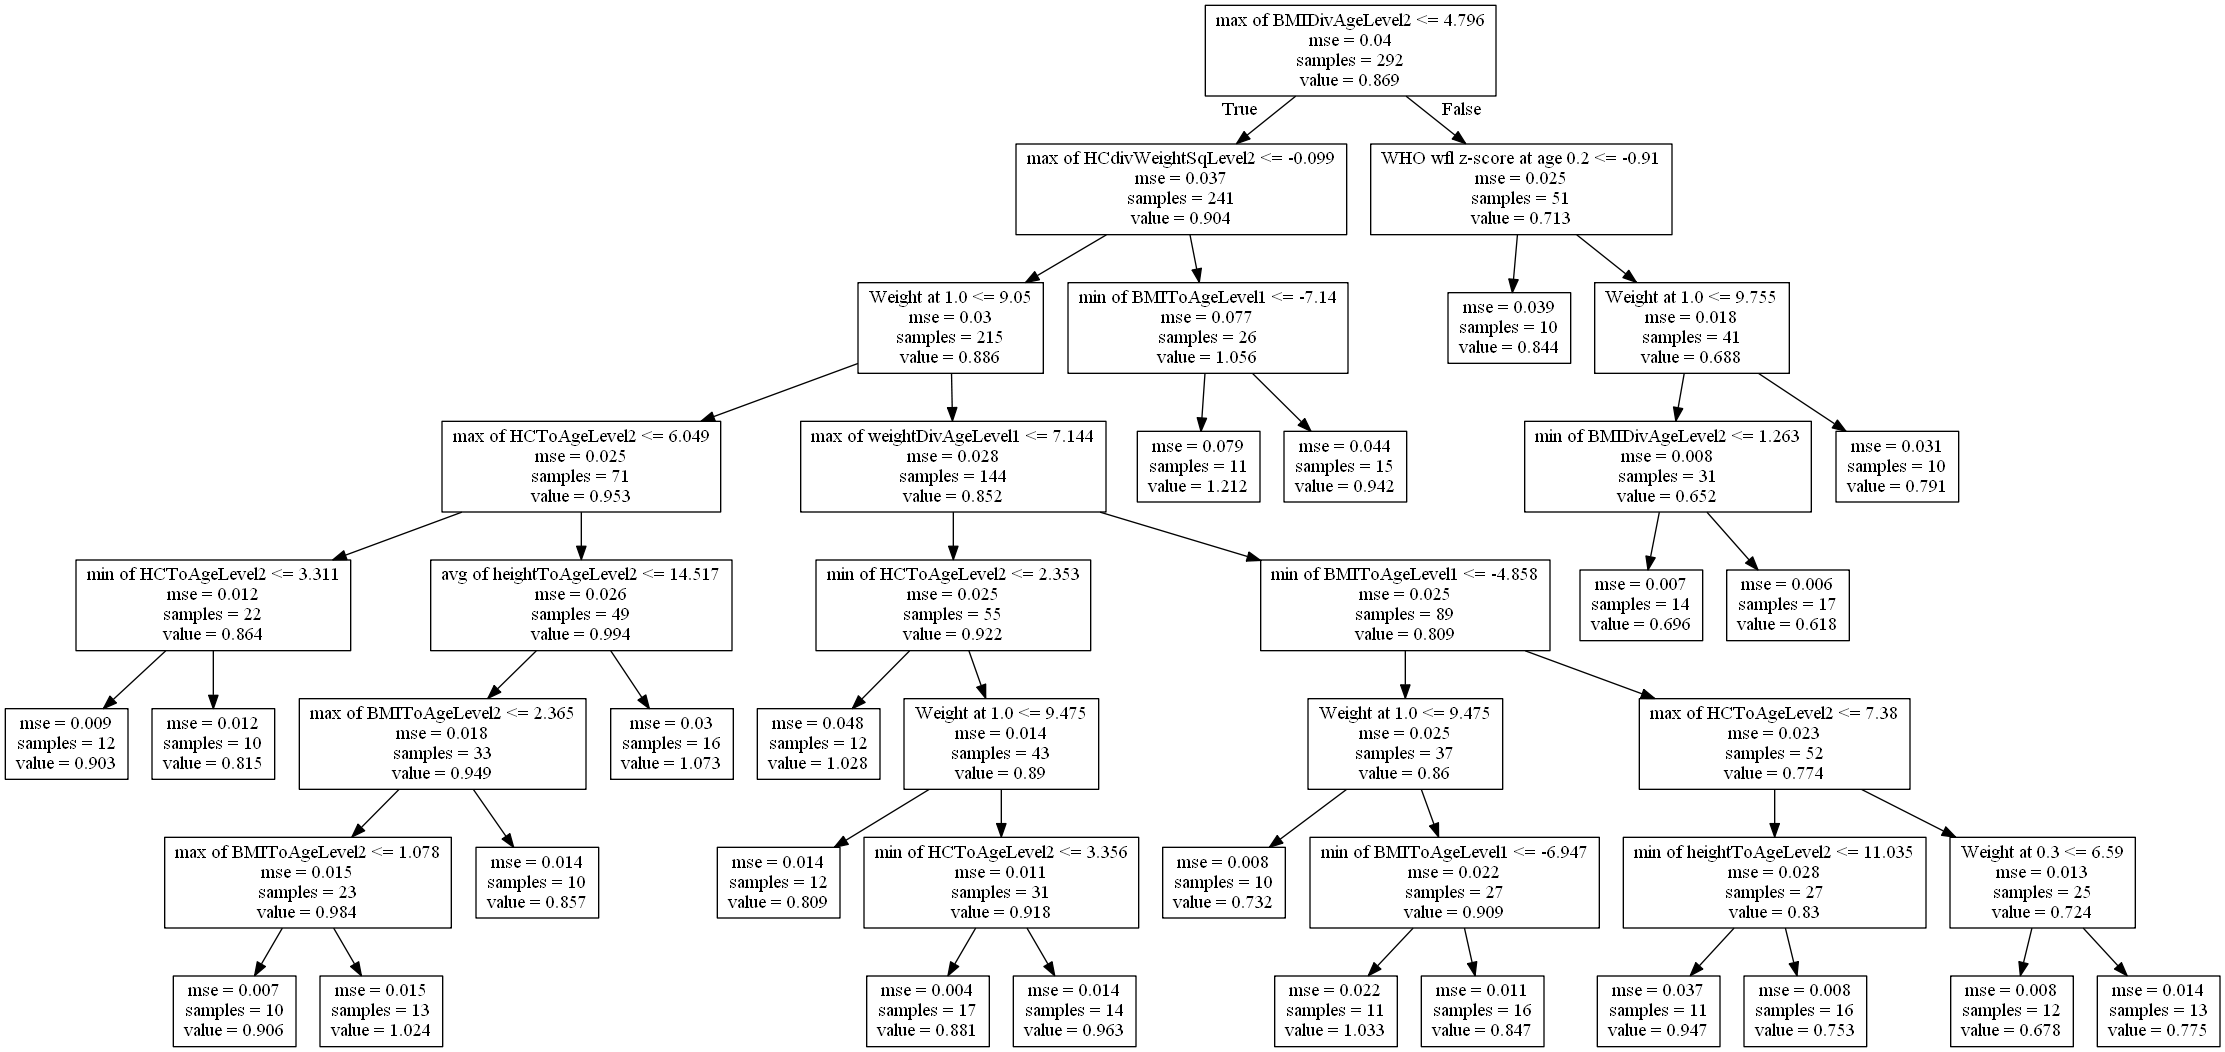 max of BMIDivAgeLevel2 <= 4.796
mse = 0.04
samples = 292
value = 0.869
True
False
max of HCdivWeightSqLevel2 <= -0.099
mse = 0.037
samples = 241
value = 0.904
WHO wfl z-score at age 0.2 <= -0.91
mse = 0.025
samples = 51
value = 0.713
Weight at 1.0 <= 9.05
mse = 0.03
samples = 215
value = 0.886
min of BMIToAgeLevel1 <= -7.14
mse = 0.077
samples = 26
value = 1.056
mse = 0.039
samples = 10
value = 0.844
Weight at 1.0 <= 9.755
mse = 0.018
samples = 41
value = 0.688
max of HCToAgeLevel2 <= 6.049
mse = 0.025
samples = 71
value = 0.953
max of weightDivAgeLevel1 <= 7.144
mse = 0.028
samples = 144
value = 0.852
mse = 0.079
samples = 11
value = 1.212
mse = 0.044
samples = 15
value = 0.942
min of BMIDivAgeLevel2 <= 1.263
mse = 0.008
samples = 31
value = 0.652
mse = 0.031
samples = 10
value = 0.791
min of HCToAgeLevel2 <= 3.311
mse = 0.012
samples = 22
value = 0.864
avg of heightToAgeLevel2 <= 14.517
mse = 0.026
samples = 49
value = 0.994
min of HCToAgeLevel2 <= 2.353
mse = 0.025
samples = 55
value = 0.922
min of BMIToAgeLevel1 <= -4.858
mse = 0.025
samples = 89
value = 0.809
mse = 0.007
samples = 14
value = 0.696
mse = 0.006
samples = 17
value = 0.618
mse = 0.009
samples = 12
value = 0.903
mse = 0.012
samples = 10
value = 0.815
max of BMIToAgeLevel2 <= 2.365
mse = 0.018
samples = 33
value = 0.949
mse = 0.03
samples = 16
value = 1.073
mse = 0.048
samples = 12
value = 1.028
Weight at 1.0 <= 9.475
mse = 0.014
samples = 43
value = 0.89
Weight at 1.0 <= 9.475
mse = 0.025
samples = 37
value = 0.86
max of HCToAgeLevel2 <= 7.38
mse = 0.023
samples = 52
value = 0.774
max of BMIToAgeLevel2 <= 1.078
mse = 0.015
samples = 23
value = 0.984
mse = 0.014
samples = 10
value = 0.857
mse = 0.014
samples = 12
value = 0.809
min of HCToAgeLevel2 <= 3.356
mse = 0.011
samples = 31
value = 0.918
mse = 0.008
samples = 10
value = 0.732
min of BMIToAgeLevel1 <= -6.947
mse = 0.022
samples = 27
value = 0.909
min of heightToAgeLevel2 <= 11.035
mse = 0.028
samples = 27
value = 0.83
Weight at 0.3 <= 6.59
mse = 0.013
samples = 25
value = 0.724
mse = 0.007
samples = 10
value = 0.906
mse = 0.015
samples = 13
value = 1.024
mse = 0.004
samples = 17
value = 0.881
mse = 0.014
samples = 14
value = 0.963
mse = 0.022
samples = 11
value = 1.033
mse = 0.011
samples = 16
value = 0.847
mse = 0.037
samples = 11
value = 0.947
mse = 0.008
samples = 16
value = 0.753
mse = 0.008
samples = 12
value = 0.678
mse = 0.014
samples = 13
value = 0.775